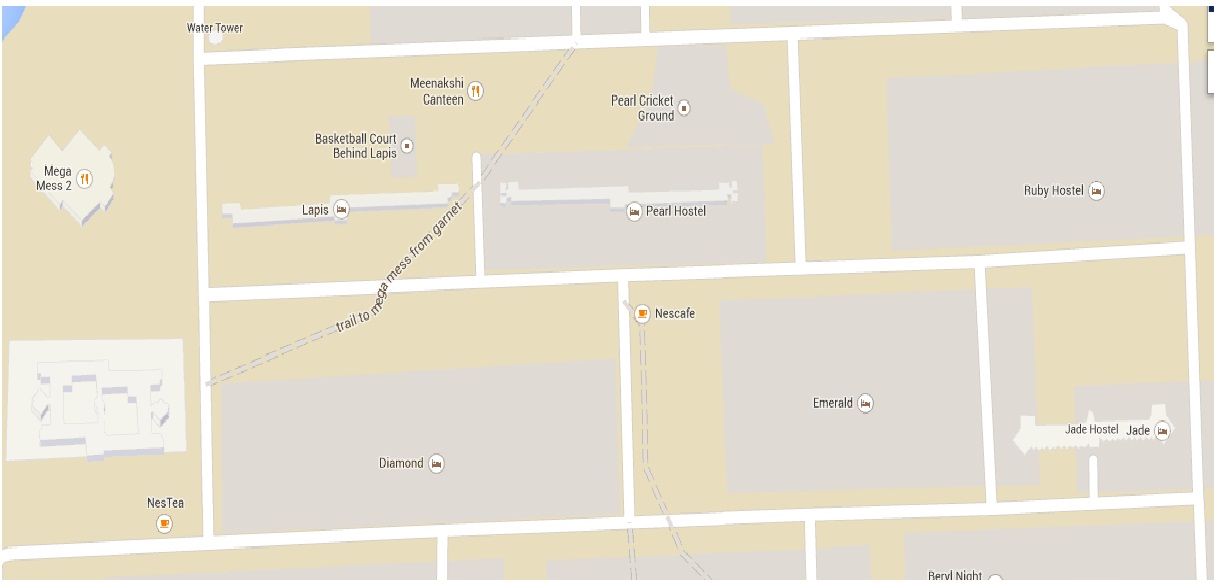 Water Tower
Meenakshi
Canteen
Pearl Cricket
Ground
Basketball Court
Behind Lapis
Mega
Mess 2
Ruby Hostel
Lapis
Pearl Hostel
trail to mega mess from garnet
Nescafe
Emerald
Jade Hostel
Jade
Diamond
NesTea
Beryl Night